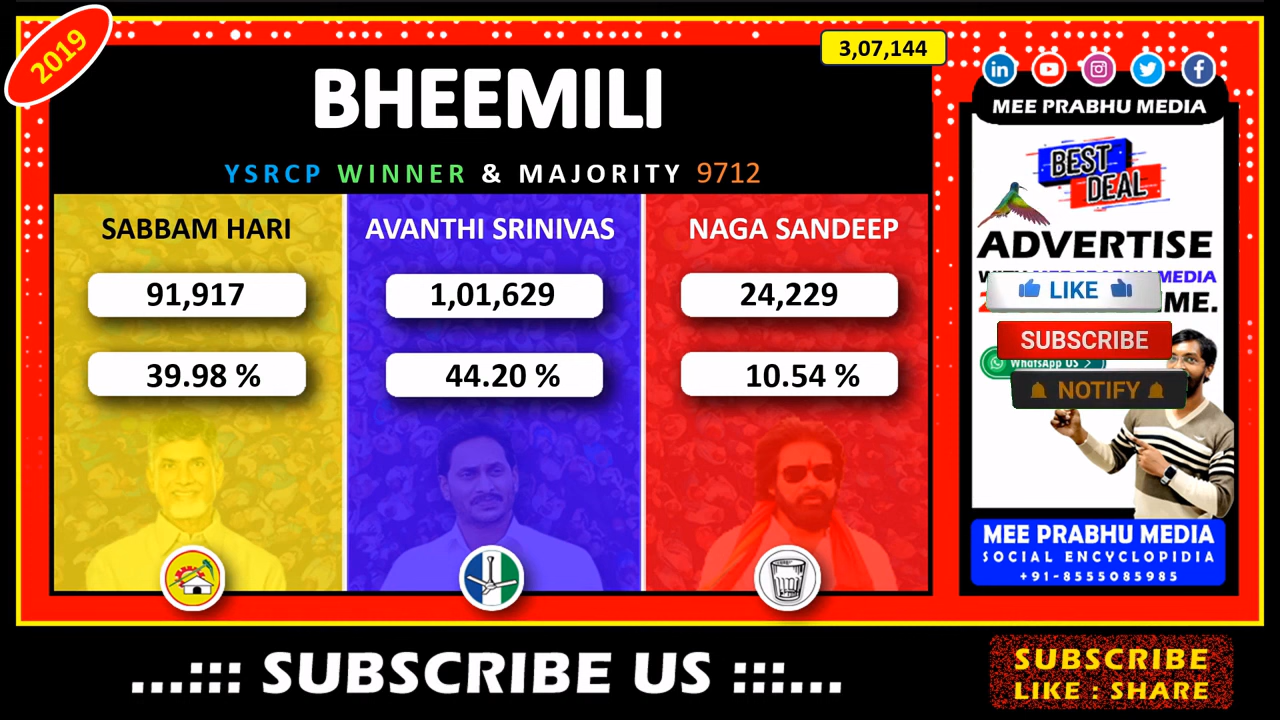 2019
3,07,144
BHEEMILI
YSRCP WINNER & MAJORITY 9712
SABBAM HARI
91,917
39.98 %
AVANTHI SRINIVAS
1,01,629
44.20 %
NAGA SANDEEP
24,229
10.54 %
MEE PRABHU MEDIA
BEST
DEAL
ADVERTISE
MEDIA
LIKE
ME.
SUBSCRIBE
WhatsApp US >
NOTIFY
MEE PRABHU MEDIA
SOCIAL ENCYCLOPIDIA
+91-8555085985
...::: SUBSCRIBE US :::...
SUBSCRIBE
LIKE : SHARE